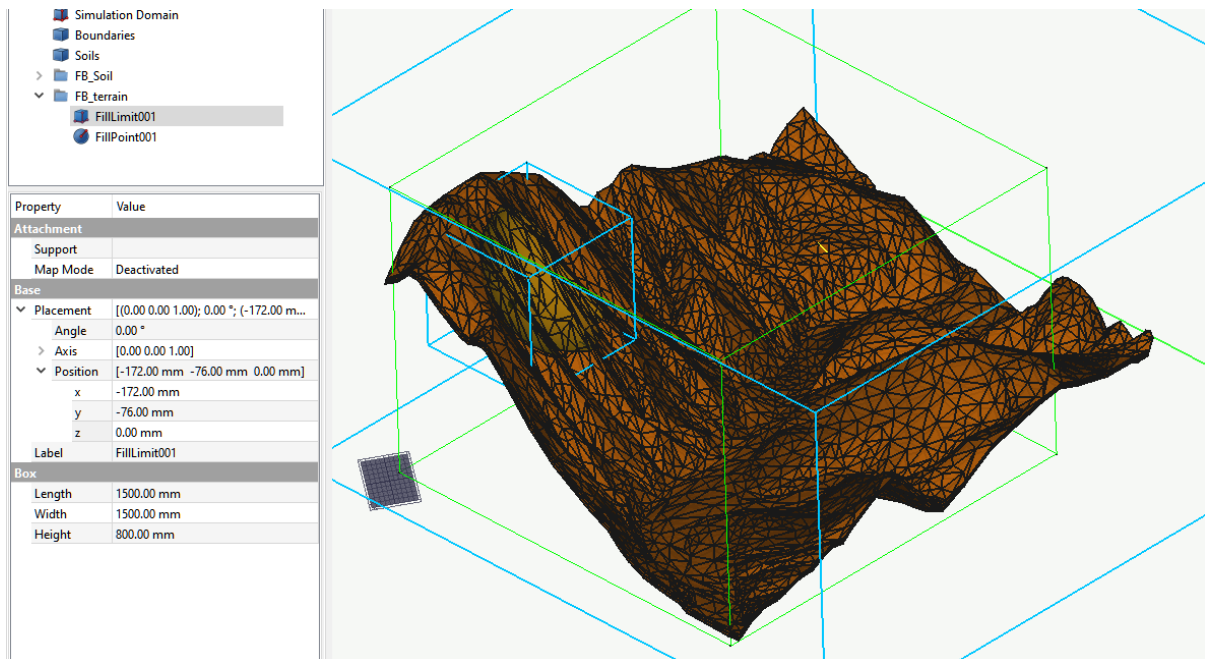 Simulation Domain
Boundaries
Soils
FB_Soil
FB_terrain
FillLimit001
FillPoint001
Property Value
Attachment
Support
Map Mode Deactivated
Base
Placement [(0.00 0.00 1.00); 0.00 °; (-172.00 m...
Angle 0.00 °
Axis [0.00 0.00 1.00]
Position [-172.00 mm -76.00 mm 0.00 mm]
x -172.00 mm
y -76.00 mm
z 0.00 mm
Label FillLimit001
Box
Length 1500.00 mm
Width 1500.00 mm
Height 800.00 mm